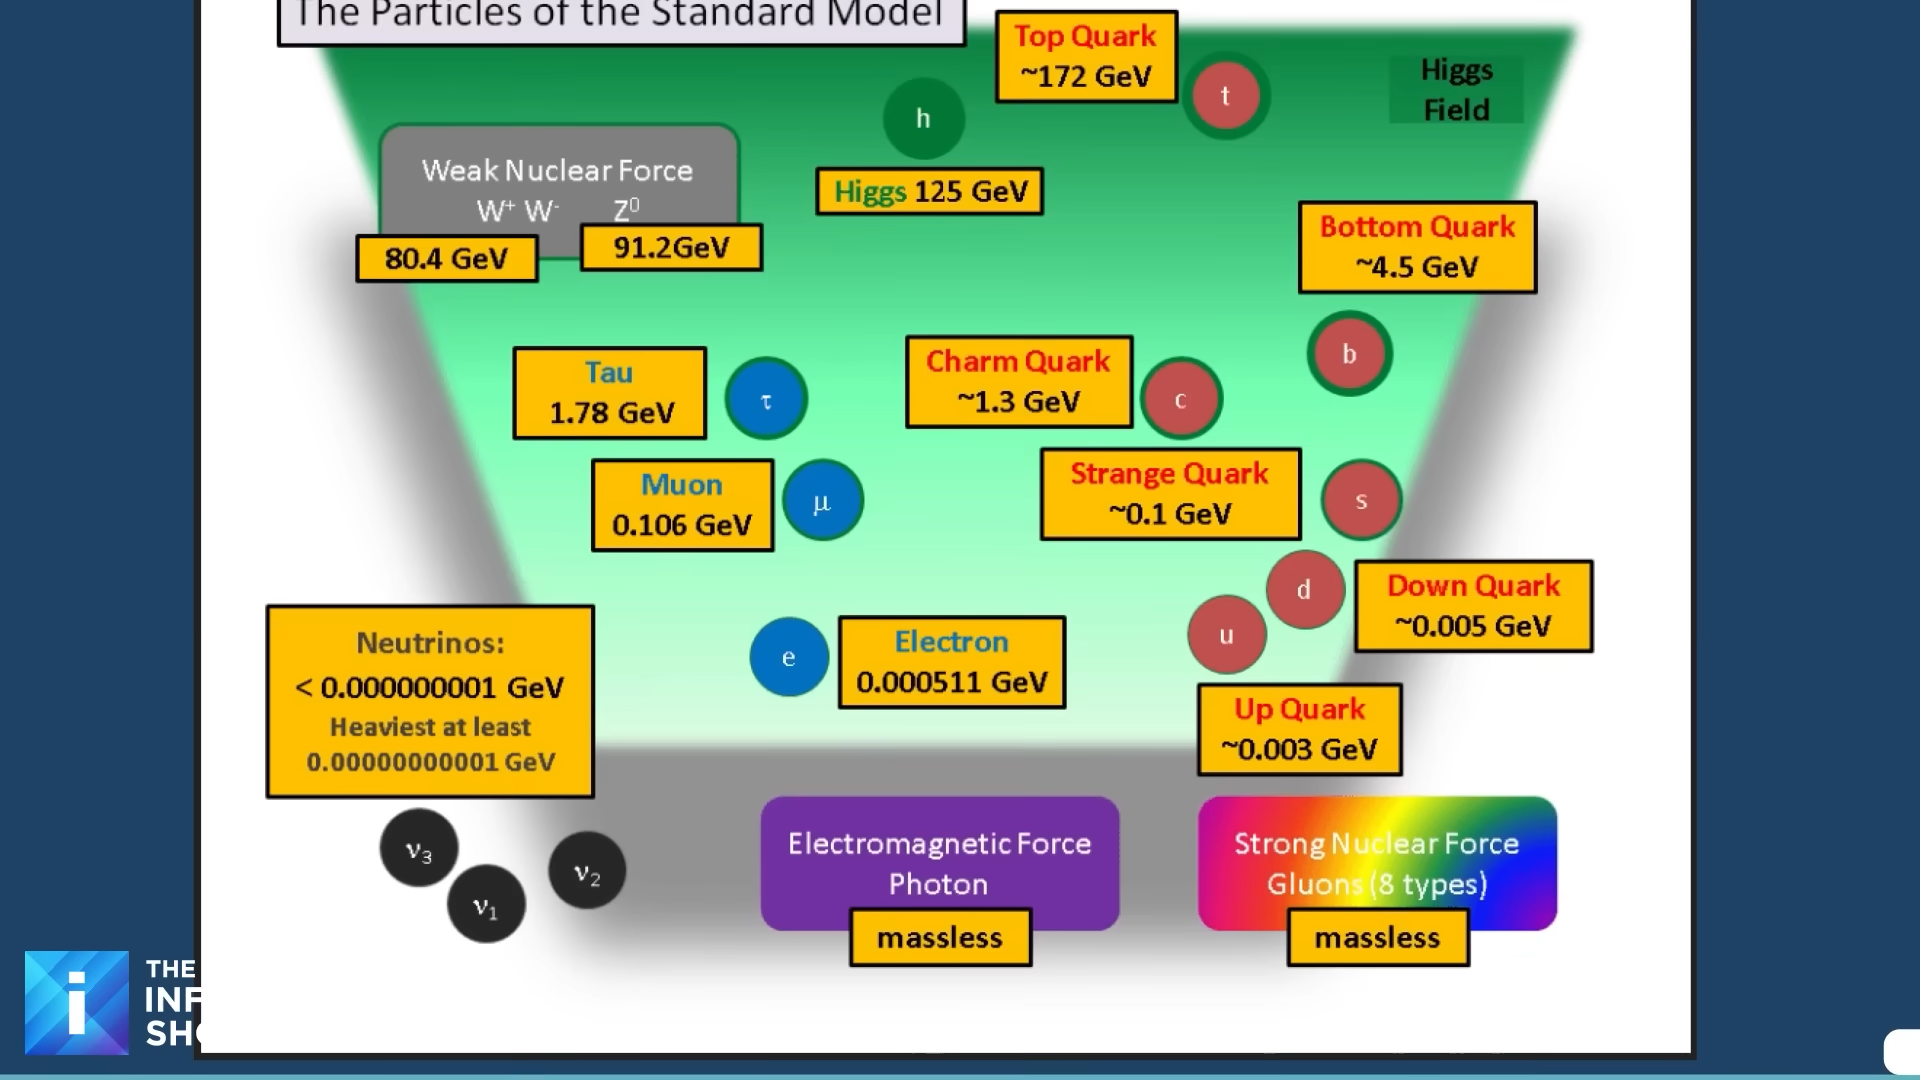 The Particles of the Standard Model
Top Quark
~172 GeV
t
Higgs
Field
h
Higgs 125 GeV
Weak Nuclear Force
W⁺ W⁻ Z⁰
80.4 GeV
91.2GeV
Bottom Quark
~4.5 GeV
b
Tau
1.78 GeV
τ
Charm Quark
~1.3 GeV
c
Muon
0.106 GeV
μ
Strange Quark
~0.1 GeV
s
d
Down Quark
~0.005 GeV
u
Up Quark
~0.003 GeV
e
Electron
0.000511 GeV
Neutrinos:
< 0.000000001 GeV
Heaviest at least
0.00000000001 GeV
ν₃
ν₁
ν₂
Electromagnetic Force
Photon
massless
Strong Nuclear Force
Gluons (8 types)
massless
i
THE
INF
SH